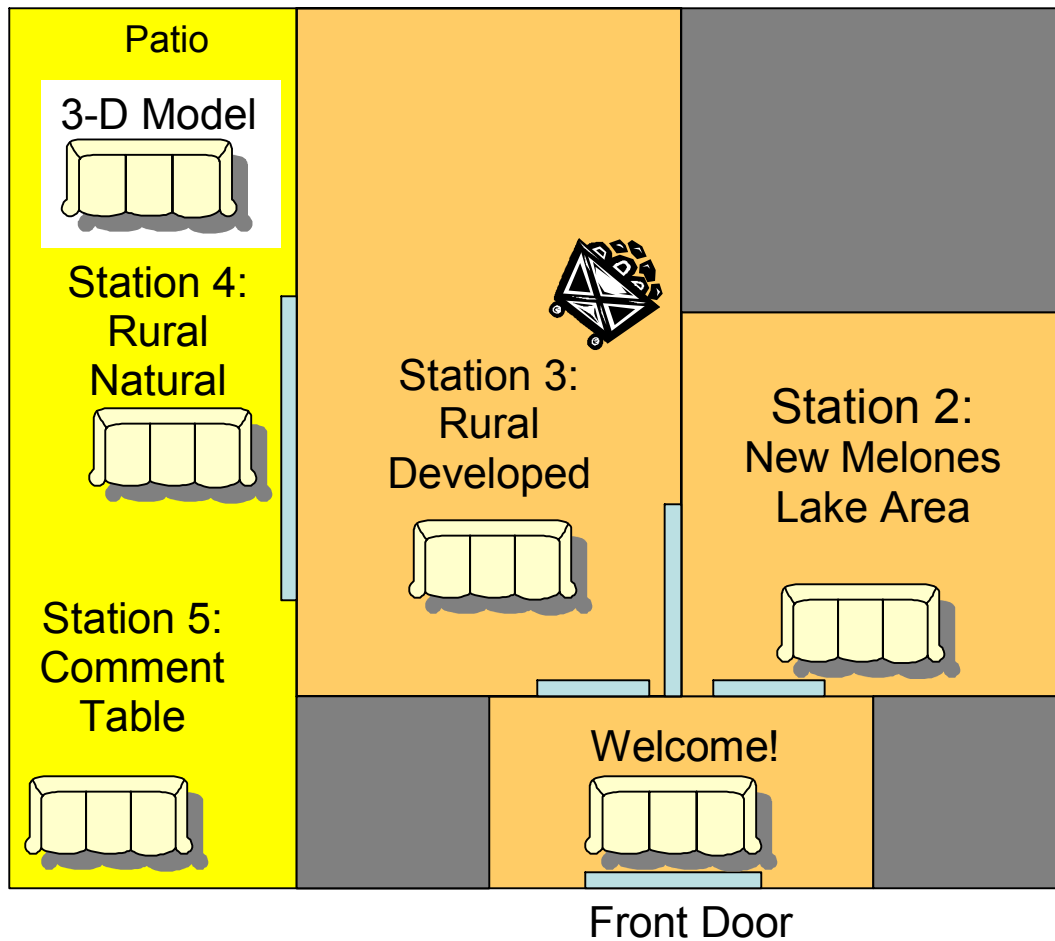 Patio
3-D Model
Station 4:
Rural
Natural
Station 5:
Comment
Table
Station 3:
Rural
Developed
Station 2:
New Melones
Lake Area
Welcome!
Front Door